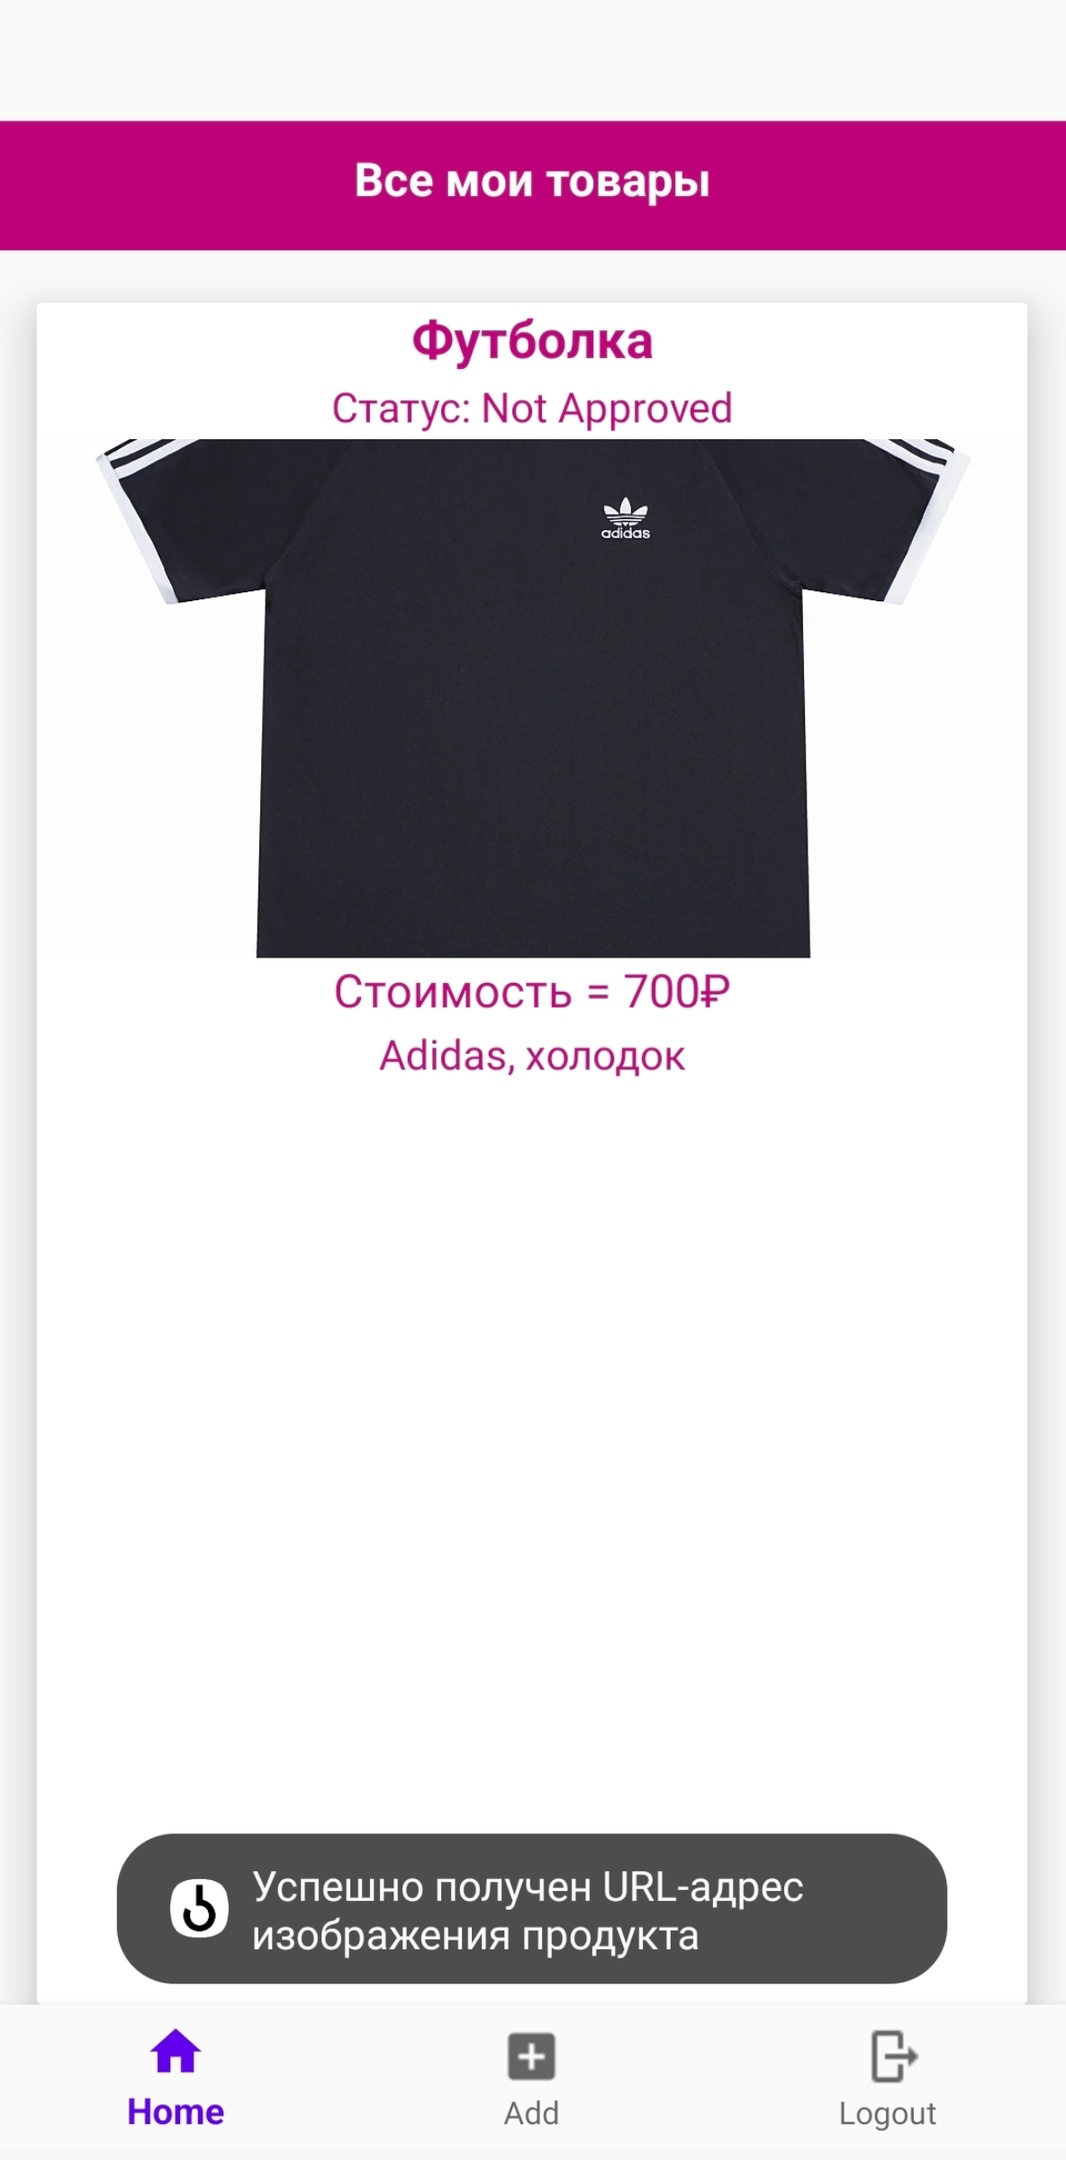 Все мои товары
Футболка
Статус: Not Approved
adidas
Стоимость = 700₽
Adidas, холодок
Успешно получен URL-адрес
изображения продукта
Home
Add
Logout